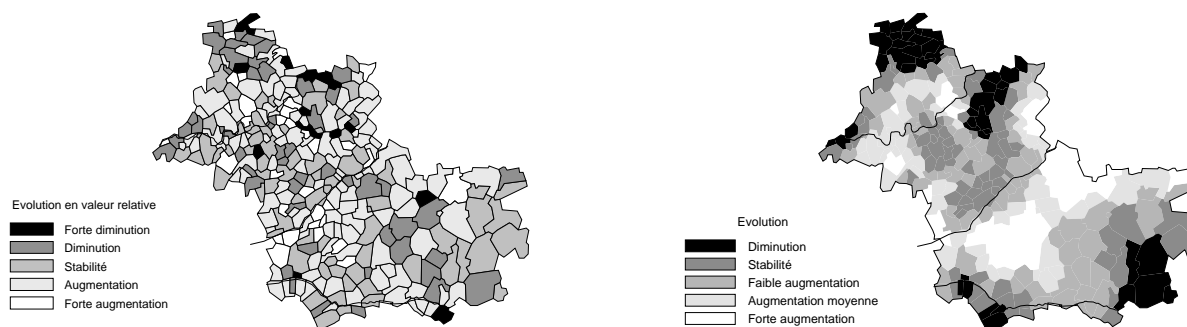 Evolution en valeur relative
Forte diminution
Diminution
Stabilité
Augmentation
Forte augmentation
Evolution
Diminution
Stabilité
Faible augmentation
Augmentation moyenne
Forte augmentation